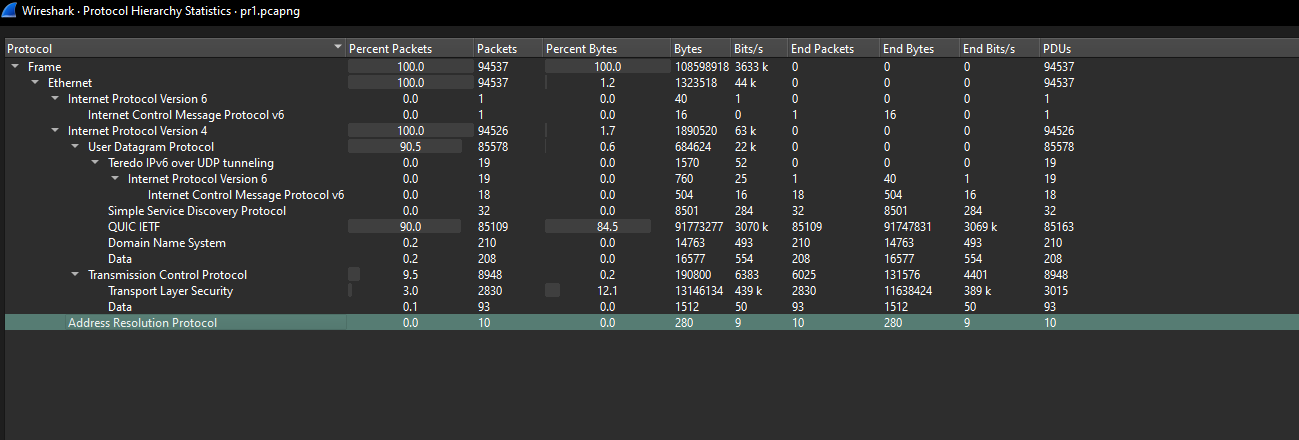 Wireshark · Protocol Hierarchy Statistics · pr1.pcapng
Protocol Percent Packets Packets Percent Bytes Bytes Bits/s End Packets End Bytes End Bits/s PDUs
Frame 100.0 94537 100.0 108598918 3633 k 0 0 0 94537
Ethernet 100.0 94537 1.2 1323518 44 k 0 0 0 94537
Internet Protocol Version 6 0.0 1 0.0 40 1 0 0 0 1
Internet Control Message Protocol v6 0.0 1 0.0 16 0 1 16 0 1
Internet Protocol Version 4 100.0 94526 1.7 1890520 63 k 0 0 0 94526
User Datagram Protocol 90.5 85578 0.6 684624 22 k 0 0 0 85578
Teredo IPv6 over UDP tunneling 0.0 19 0.0 1570 52 0 0 0 19
Internet Protocol Version 6 0.0 19 0.0 760 25 1 40 1 19
Internet Control Message Protocol v6 0.0 18 0.0 504 16 18 504 16 18
Simple Service Discovery Protocol 0.0 32 0.0 8501 284 32 8501 284 32
QUIC IETF 90.0 85109 84.5 91773277 3070 k 85109 91747831 3069 k 85163
Domain Name System 0.2 210 0.0 14763 493 210 14763 493 210
Data 0.2 208 0.0 16577 554 208 16577 554 208
Transmission Control Protocol 9.5 8948 0.2 190800 6383 6025 131576 4401 8948
Transport Layer Security 3.0 2830 12.1 13146134 439 k 2830 11638424 389 k 3015
Data 0.1 93 0.0 1512 50 93 1512 50 93
Address Resolution Protocol 0.0 10 0.0 280 9 10 280 9 10